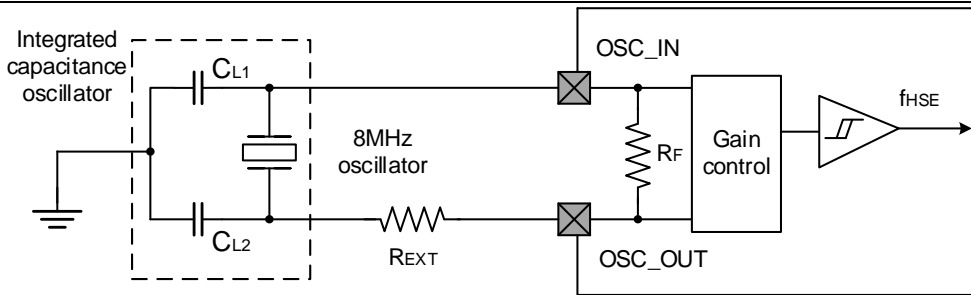 Integrated
capacitance
oscillator
CL1
8MHz
oscillator
CL2
REXT
OSC_IN
RF
Gain
control
fHSE
OSC_OUT